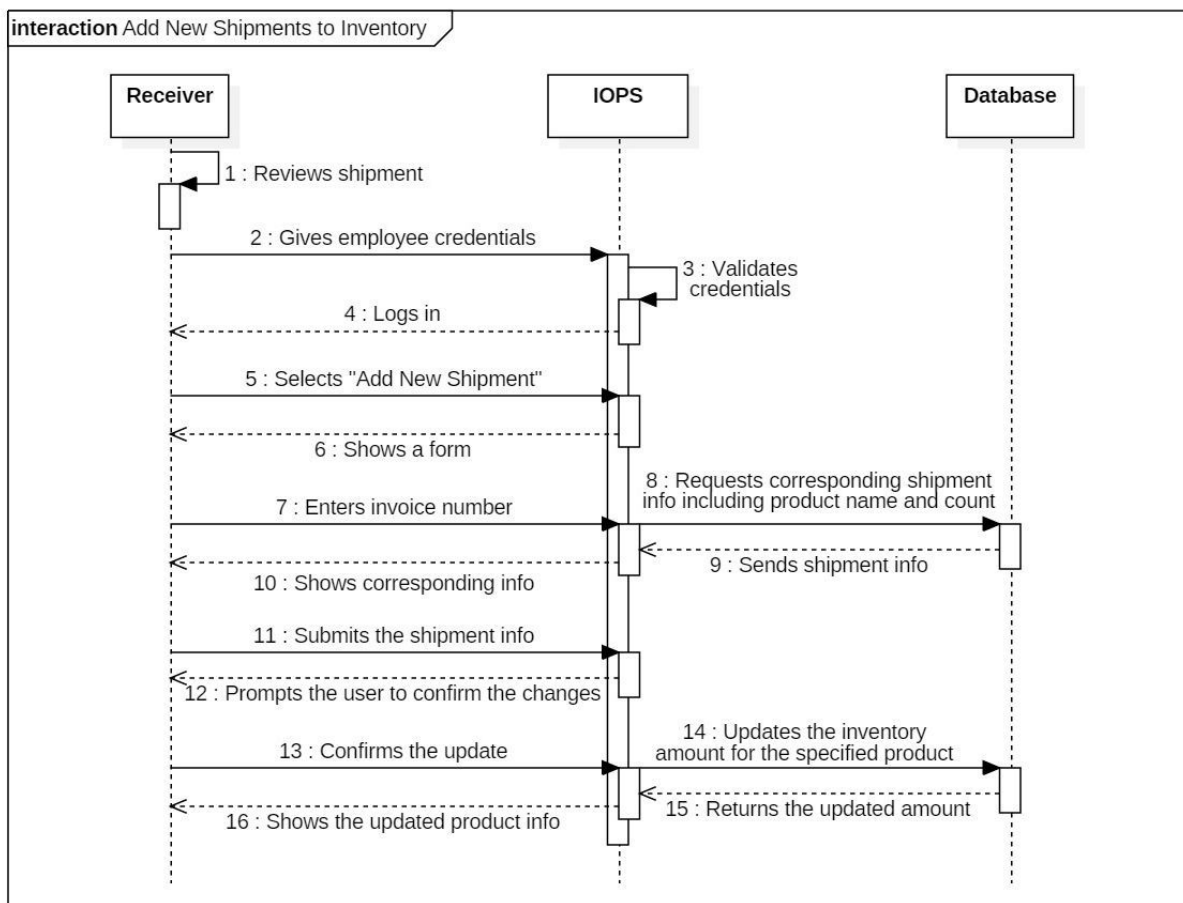 interaction Add New Shipments to Inventory
Receiver
IOPS
Database
1 : Reviews shipment
2 : Gives employee credentials
3 : Validates
credentials
4 : Logs in
5 : Selects "Add New Shipment"
6 : Shows a form
7 : Enters invoice number
8 : Requests corresponding shipment
info including product name and count
9 : Sends shipment info
10 : Shows corresponding info
11 : Submits the shipment info
12 : Prompts the user to confirm the changes
13 : Confirms the update
14 : Updates the inventory
amount for the specified product
15 : Returns the updated amount
16 : Shows the updated product info